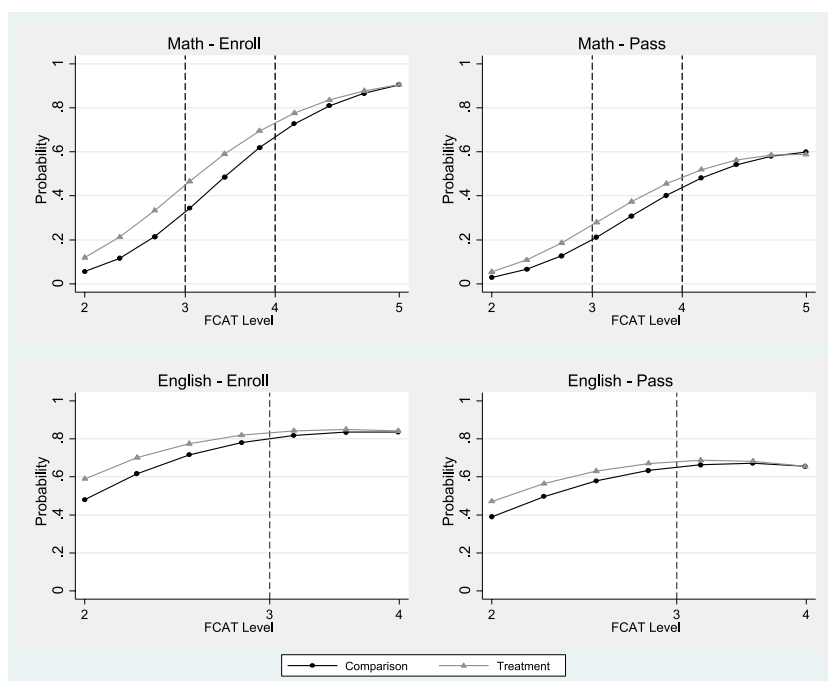 Math - Enroll
Probability
1
.8
.6
.4
.2
0
2 3 4 5
FCAT Level
Math - Pass
Probability
1
.8
.6
.4
.2
0
2 3 4 5
FCAT Level
English - Enroll
Probability
1
.8
.6
.4
.2
0
2 3 4
FCAT Level
English - Pass
Probability
1
.8
.6
.4
.2
0
2 3 4
FCAT Level
Comparison Treatment